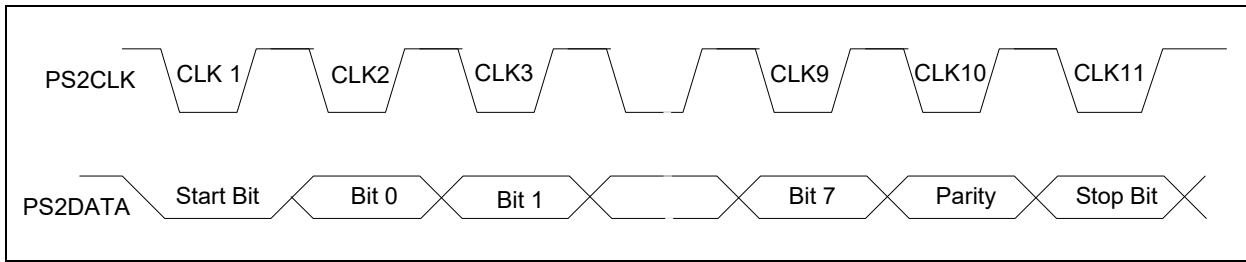 PS2CLK CLK 1 CLK2 CLK3 CLK9 CLK10 CLK11
PS2DATA Start Bit Bit 0 Bit 1 Bit 7 Parity Stop Bit